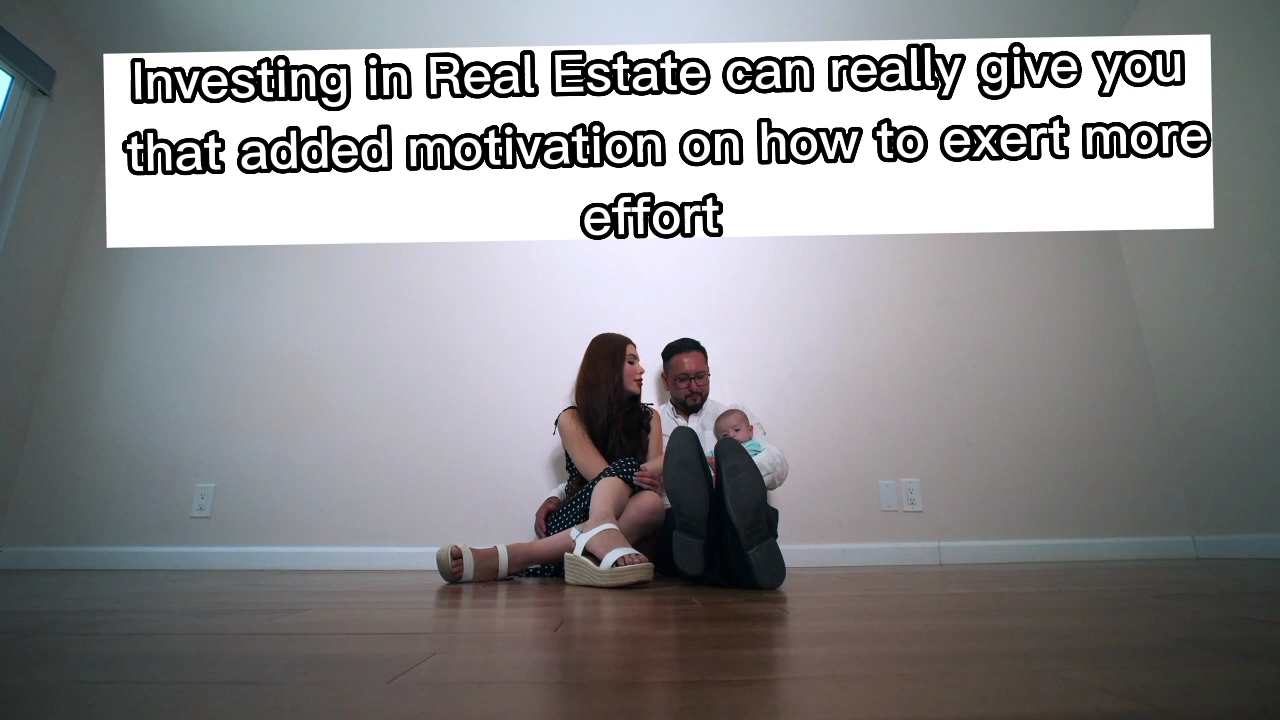 Investing in Real Estate can really give you
that added motivation on how to exert more
effort